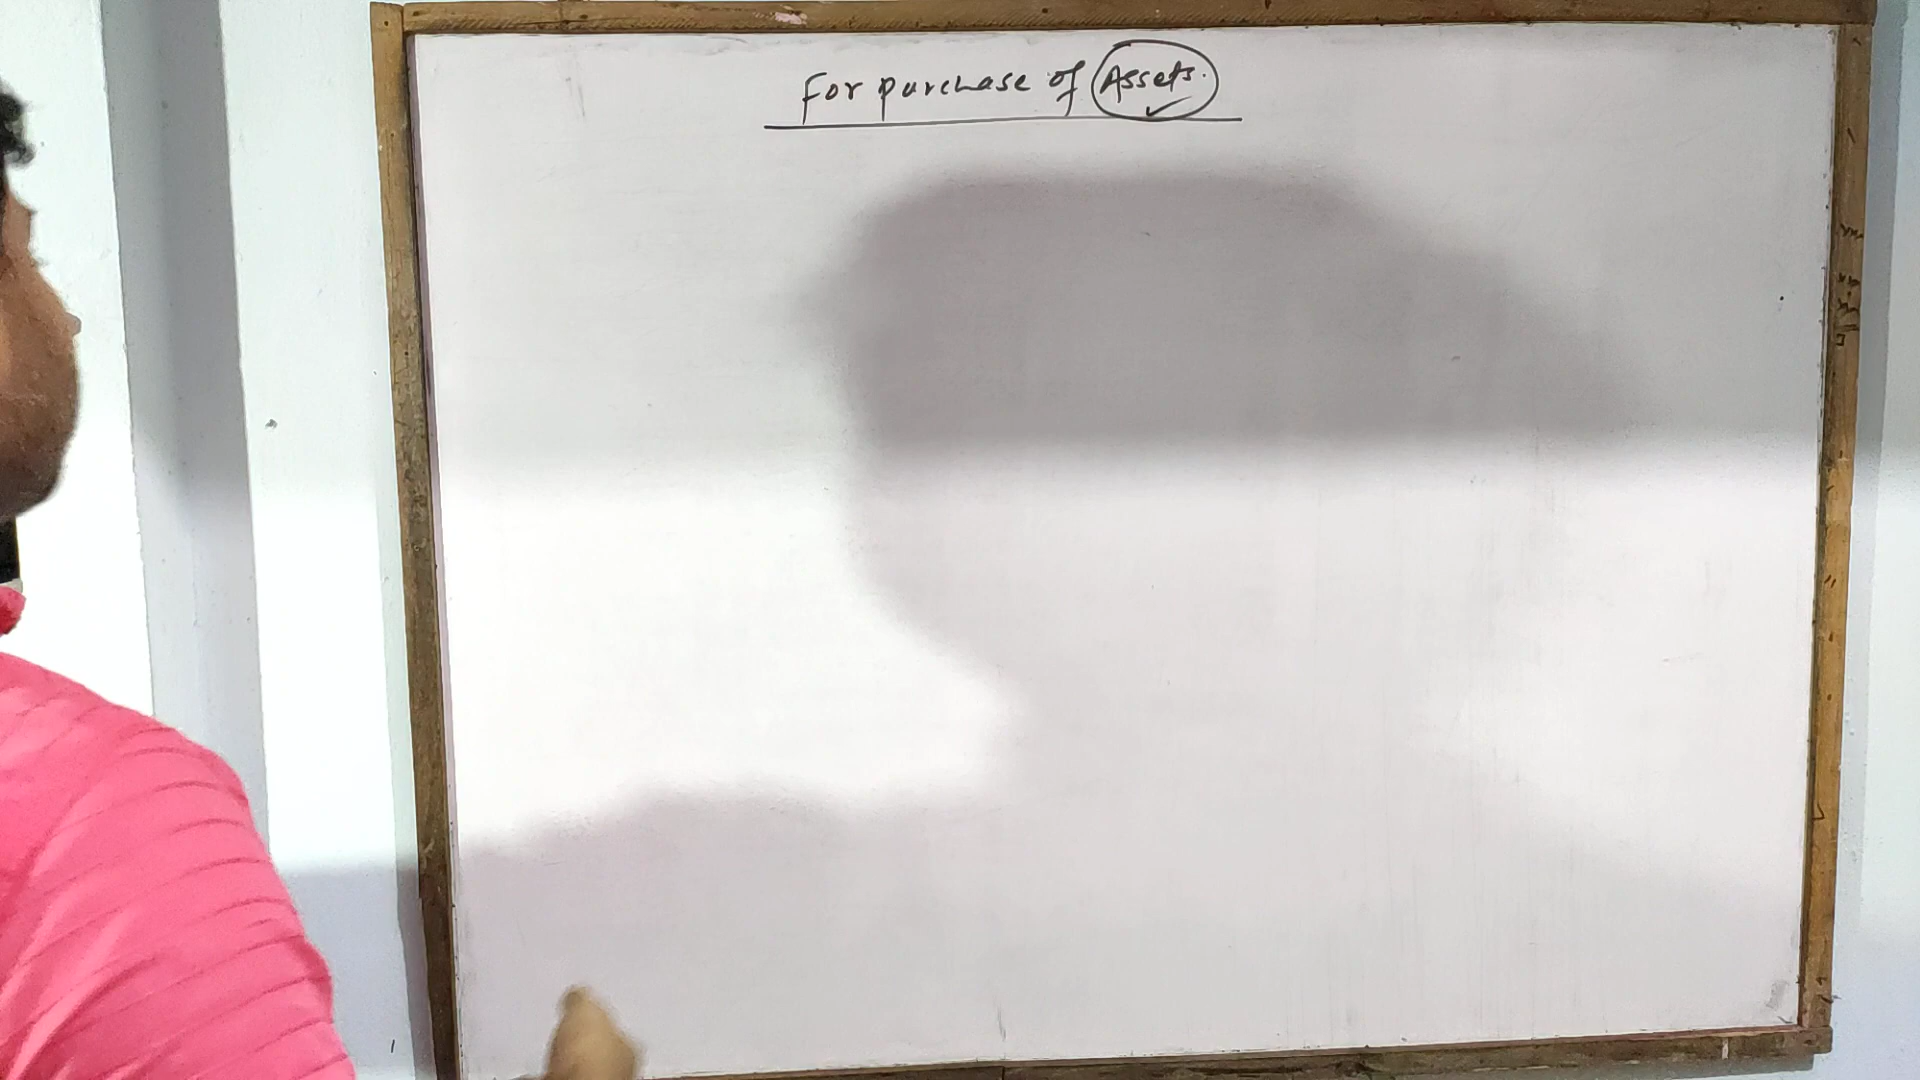 For purchase of Assets.